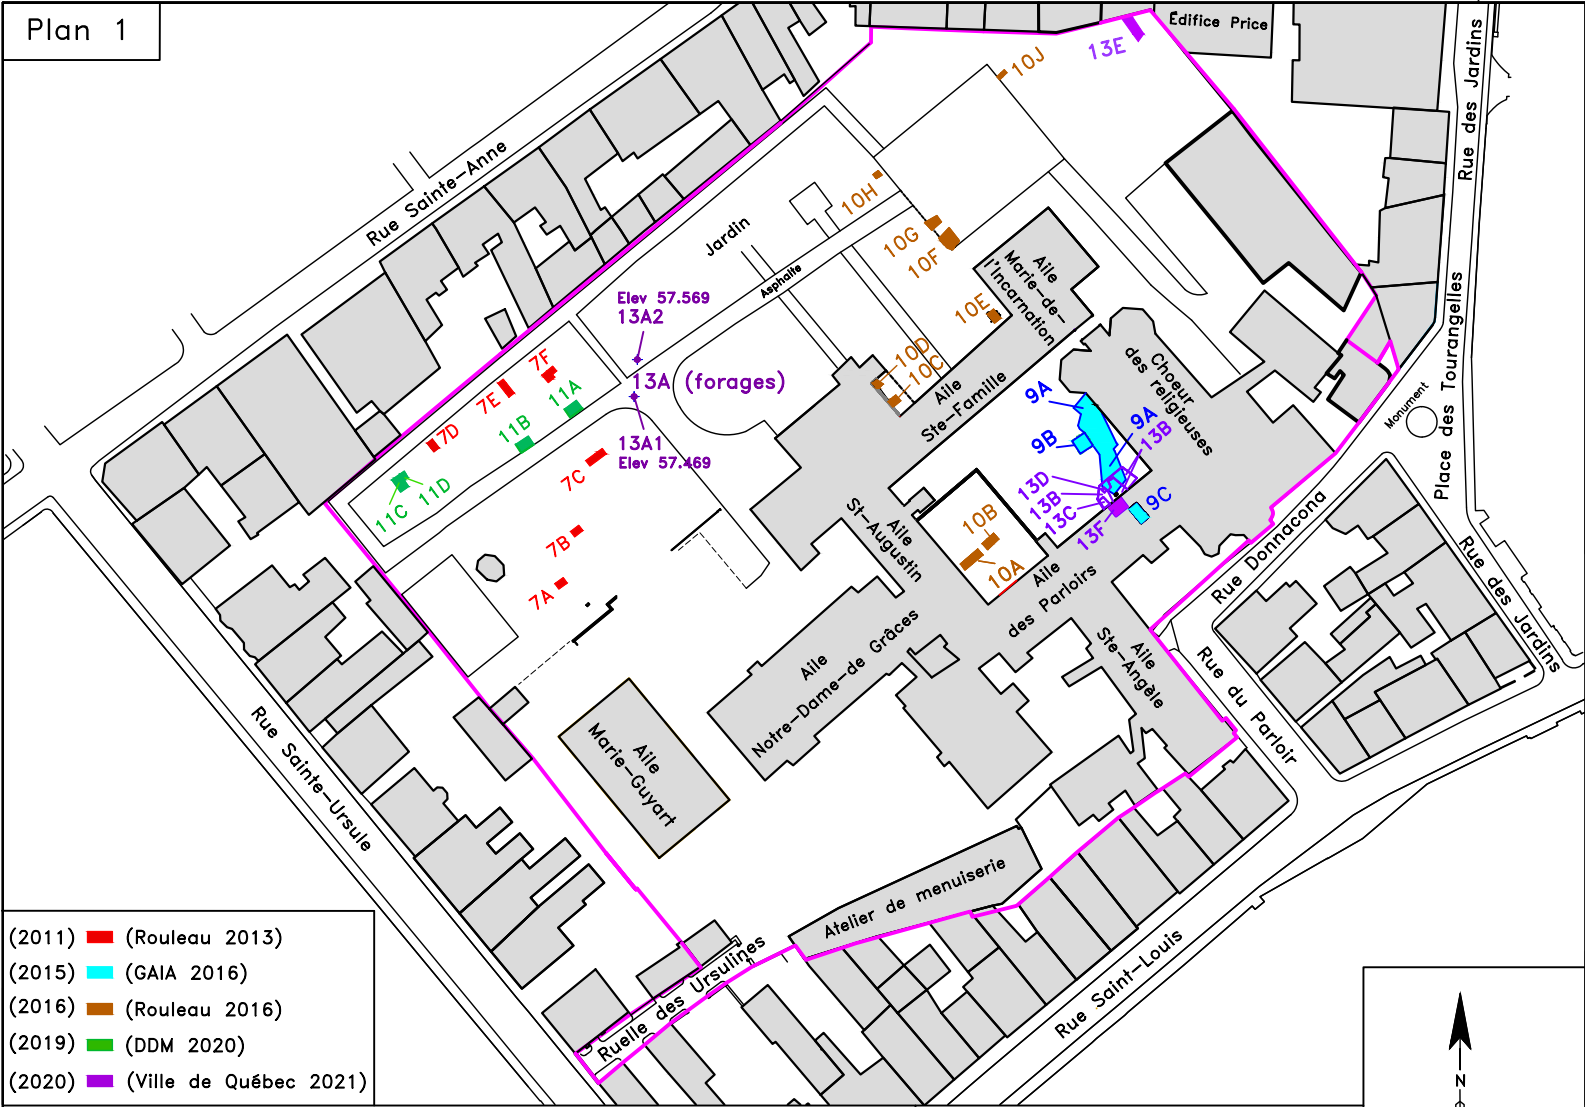 Plan 1
Édifice Price
13E
10J
Rue des Jardins
Rue Sainte-Anne
10H
Jardin
10G
10F
Asphalte
Aile
Marie-de-
l'Incarnation
Elev 57.569
13A2
10E
Place des Tourangelles
7F
10D
10C
Choeur
des religieuses
13A (forages)
7E
11A
Aile
Ste-Famille
9A
9A
Monument
7D
11B
13A1
Elev 57.469
9B
13B
7C
13D
13B
13C
9C
11C
11D
Aile
St-Augustin
10B
13F
Rue Donnacona
7B
10A
Aile
des Parloirs
Rue des Jardins
7A
Aile
Notre-Dame-de Grâces
Aile
Ste-Angèle
Rue du Parloir
Rue Sainte-Ursule
Aile
Marie-Guyart
Atelier de menuiserie
Ruelle des Ursulines
Rue Saint-Louis
(2011) (Rouleau 2013)
(2015) (GAIA 2016)
(2016) (Rouleau 2016)
(2019) (DDM 2020)
(2020) (Ville de Québec 2021)
N